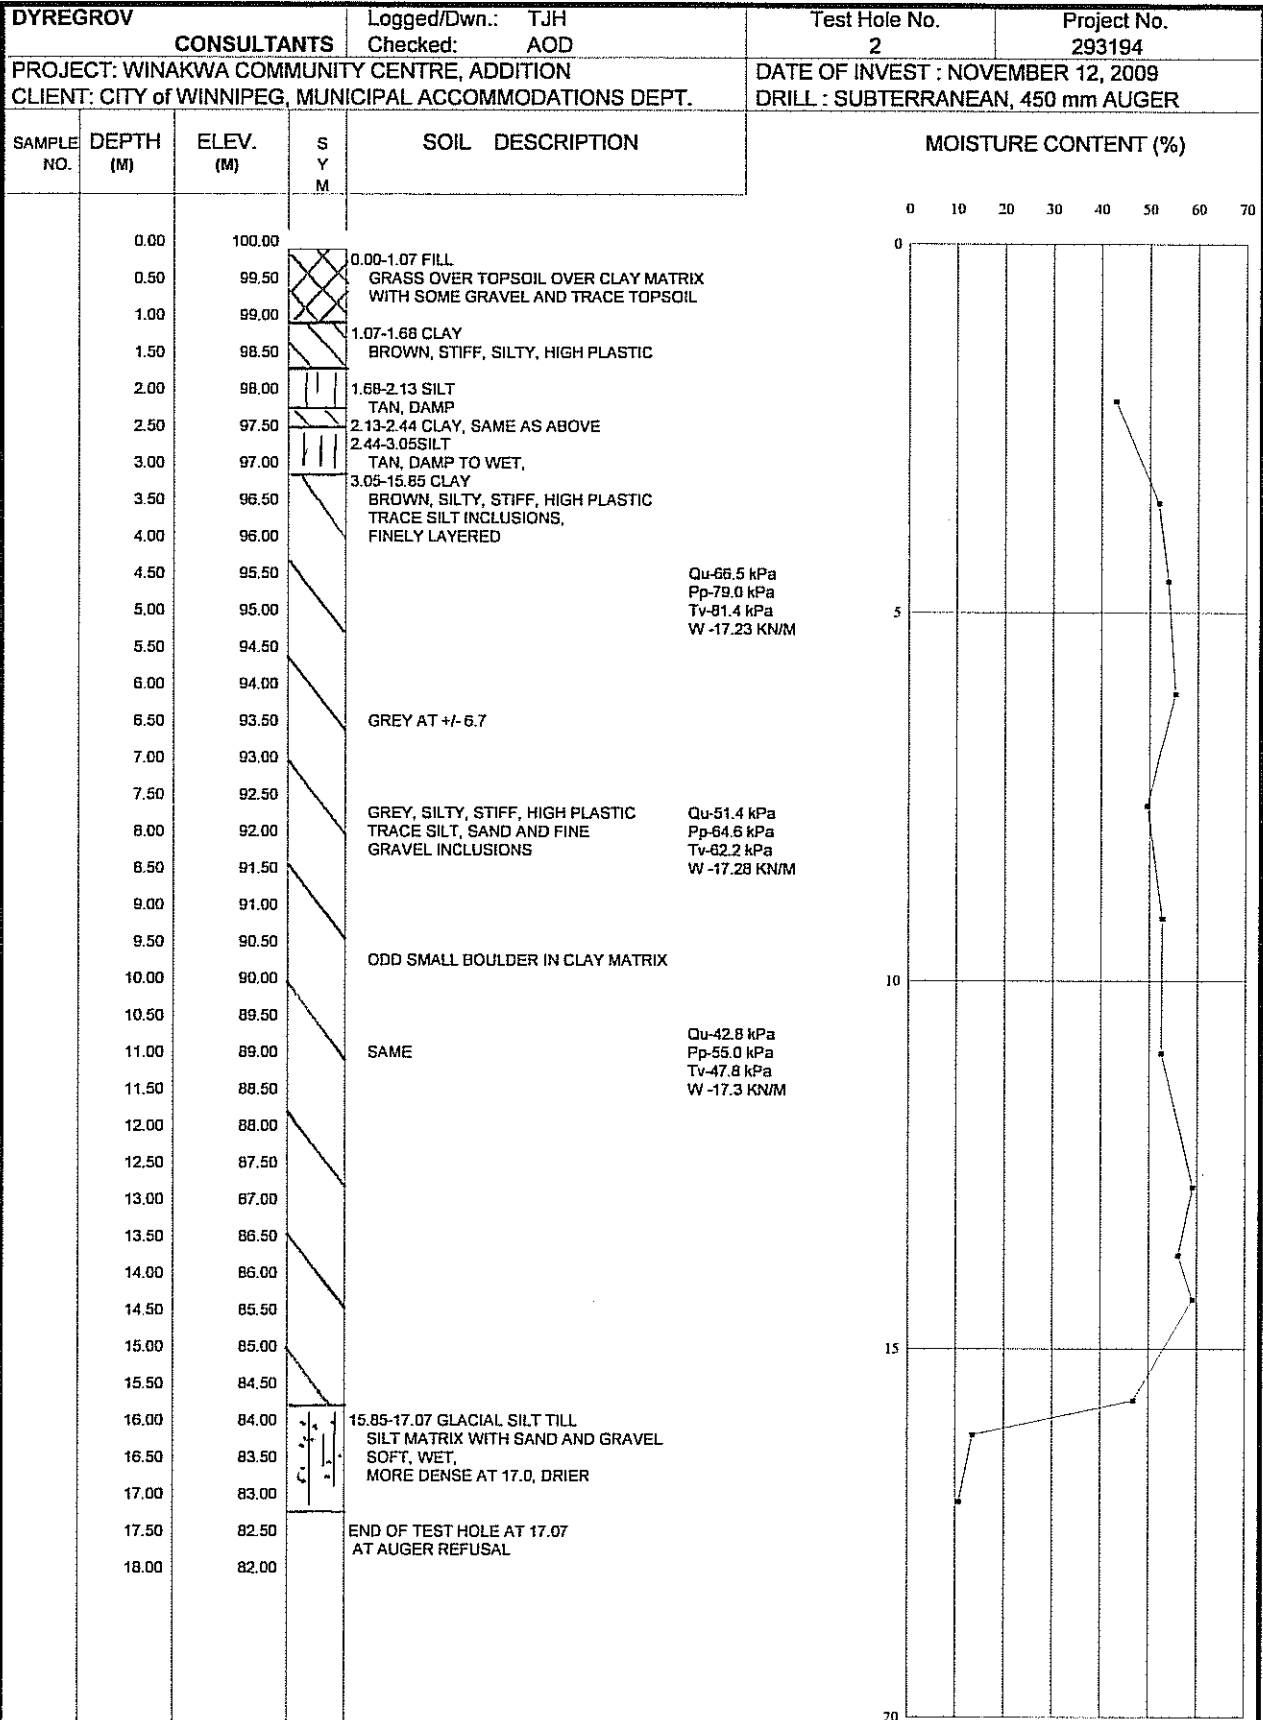 DYREGROV
CONSULTANTS
Logged/Dwn.: TJH
Checked: AOD
Test Hole No.
2
Project No.
293194
PROJECT: WINAKWA COMMUNITY CENTRE, ADDITION
CLIENT: CITY of WINNIPEG, MUNICIPAL ACCOMMODATIONS DEPT.
DATE OF INVEST : NOVEMBER 12, 2009
DRILL : SUBTERRANEAN, 450 mm AUGER
SAMPLE NO.
DEPTH (M)
ELEV. (M)
S
Y
M
SOIL DESCRIPTION
MOISTURE CONTENT (%)
0 10 20 30 40 50 60 70
0.00 100.00
0.50 99.50
1.00 99.00
1.50 98.50
2.00 98.00
2.50 97.50
3.00 97.00
3.50 96.50
4.00 96.00
4.50 95.50
5.00 95.00
5.50 94.50
6.00 94.00
6.50 93.50
7.00 93.00
7.50 92.50
8.00 92.00
8.50 91.50
9.00 91.00
9.50 90.50
10.00 90.00
10.50 89.50
11.00 89.00
11.50 88.50
12.00 88.00
12.50 87.50
13.00 87.00
13.50 86.50
14.00 86.00
14.50 85.50
15.00 85.00
15.50 84.50
16.00 84.00
16.50 83.50
17.00 83.00
17.50 82.50
18.00 82.00
0.00-1.07 FILL
GRASS OVER TOPSOIL OVER CLAY MATRIX
WITH SOME GRAVEL AND TRACE TOPSOIL
1.07-1.68 CLAY
BROWN, STIFF, SILTY, HIGH PLASTIC
1.68-2.13 SILT
TAN, DAMP
2.13-2.44 CLAY, SAME AS ABOVE
2.44-3.05SILT
TAN, DAMP TO WET,
3.05-15.85 CLAY
BROWN, SILTY, STIFF, HIGH PLASTIC
TRACE SILT INCLUSIONS,
FINELY LAYERED
Qu-66.5 kPa
Pp-79.0 kPa
Tv-81.4 kPa
W -17.23 KN/M
GREY AT +/- 6.7
GREY, SILTY, STIFF, HIGH PLASTIC
TRACE SILT, SAND AND FINE
GRAVEL INCLUSIONS
Qu-51.4 kPa
Pp-64.6 kPa
Tv-62.2 kPa
W -17.28 KN/M
ODD SMALL BOULDER IN CLAY MATRIX
SAME
Qu-42.8 kPa
Pp-55.0 kPa
Tv-47.8 kPa
W -17.3 KN/M
15.85-17.07 GLACIAL SILT TILL
SILT MATRIX WITH SAND AND GRAVEL
SOFT, WET,
MORE DENSE AT 17.0, DRIER
END OF TEST HOLE AT 17.07
AT AUGER REFUSAL
0
5
10
15
20